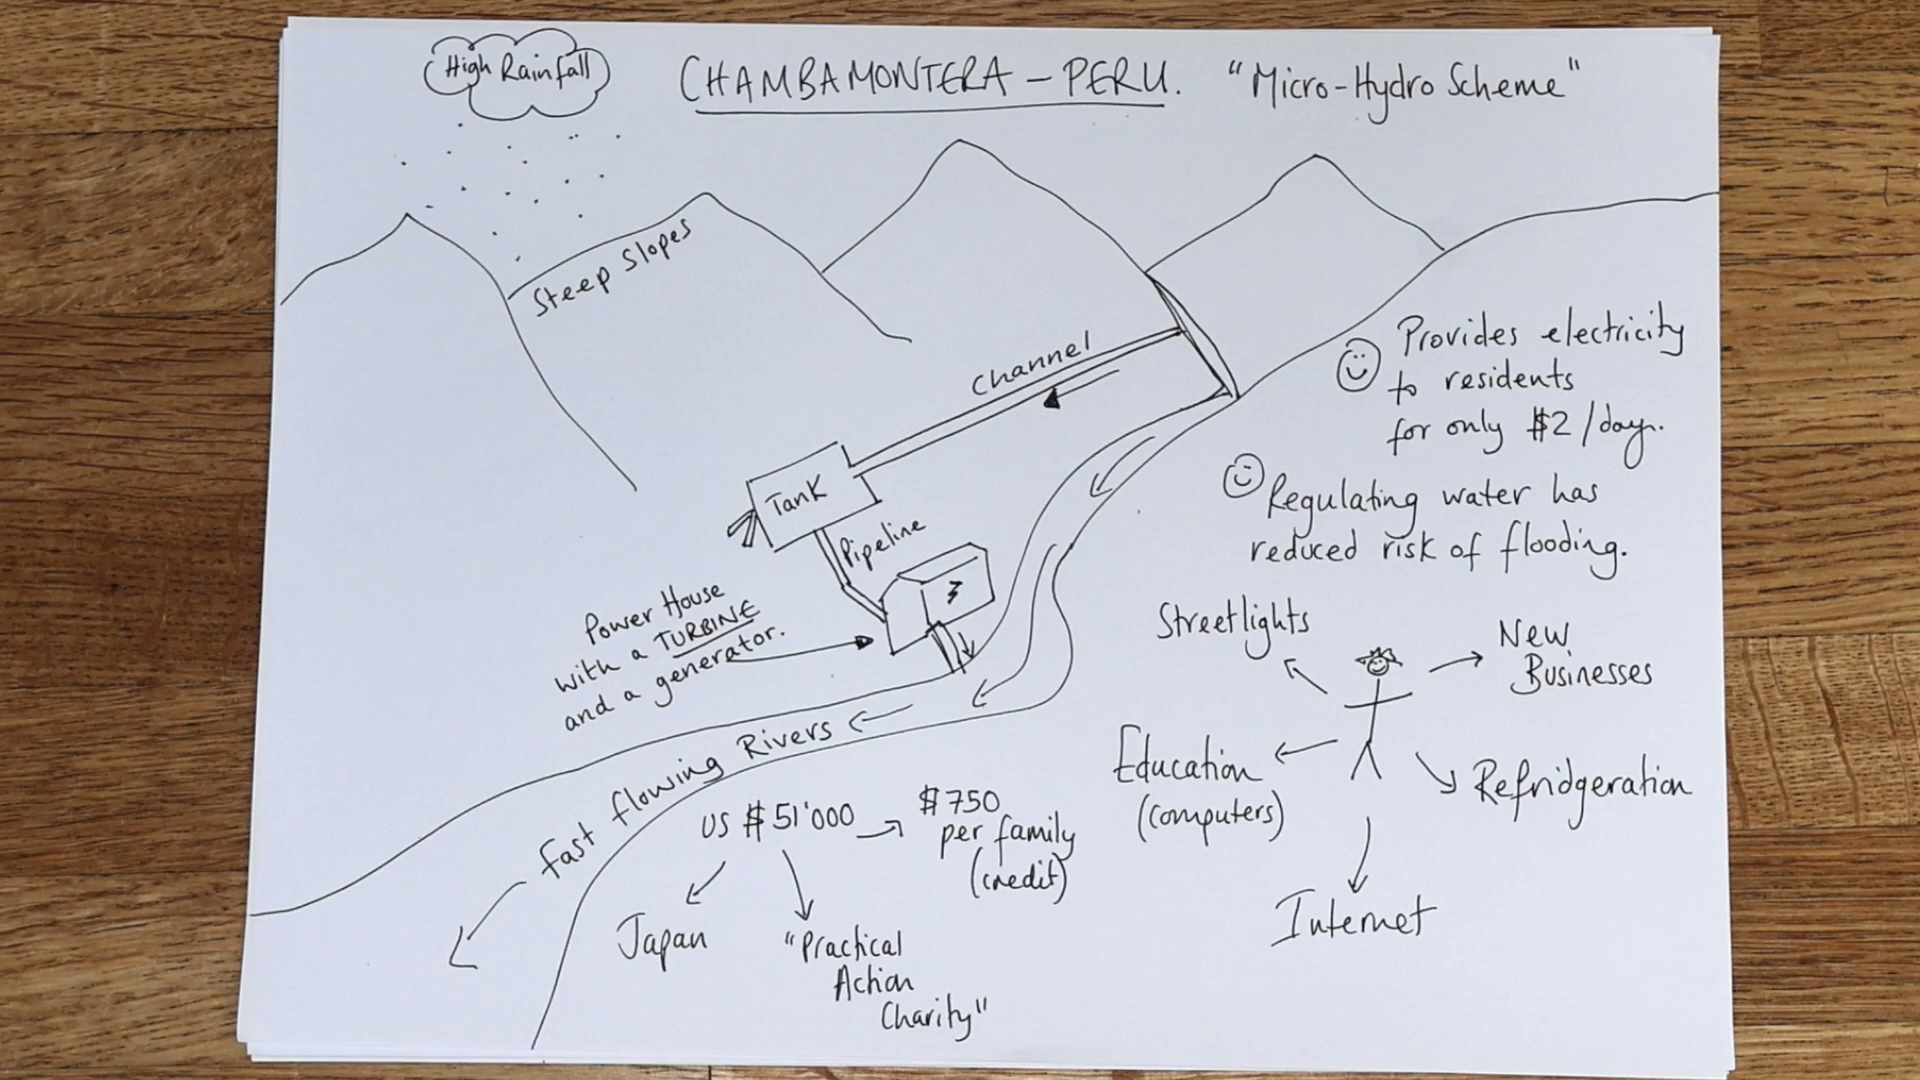 High Rainfall
CHAMBAMONTERA – PERU. "Micro-Hydro Scheme"
Steep Slopes
Channel
Tank
Pipeline
Power House
with a TURBINE
and a generator.
Fast flowing Rivers
Provides electricity
to residents
for only $2/day.
Regulating water has
reduced risk of flooding.
Streetlights
New
Businesses
Education
(computers)
Refridgeration
Internet
US $51'000
$750
per family
(credit)
Japan
"Practical
Action
Charity"